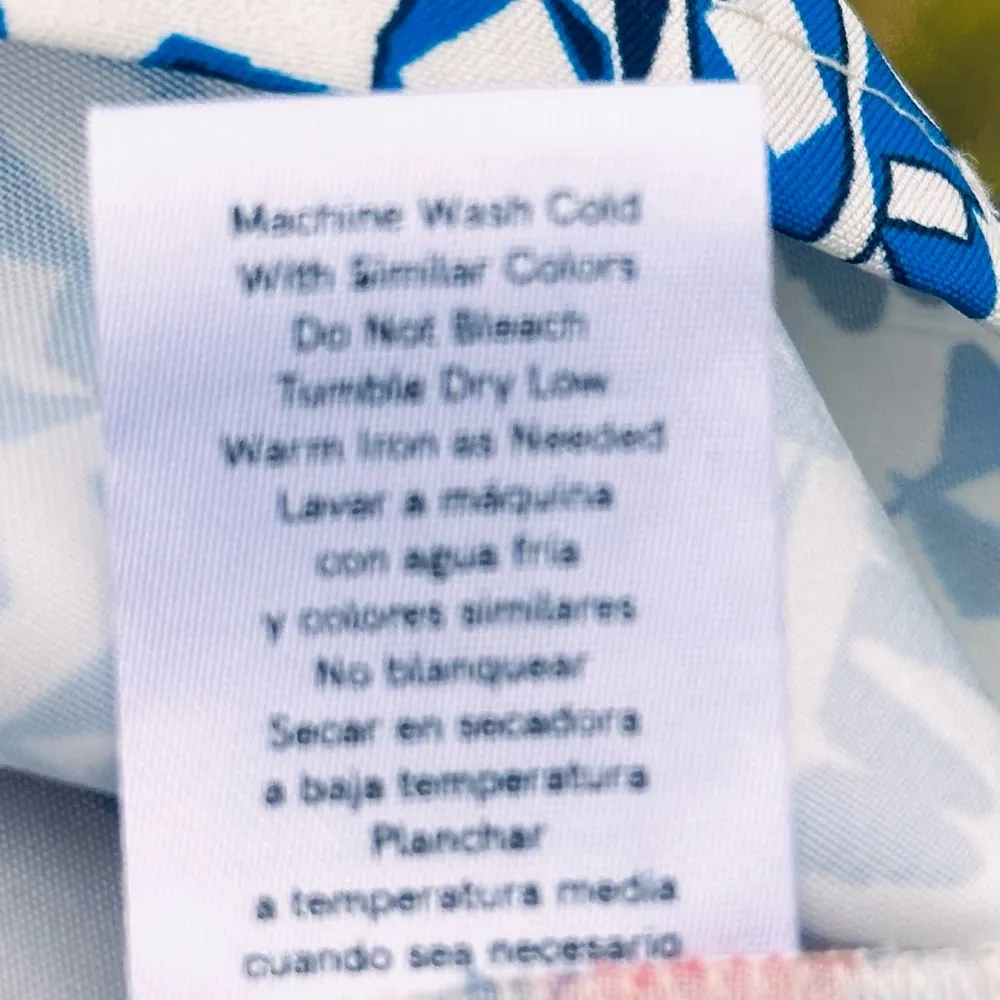 Machine Wash Cold
With Similar Colors
Do Not Bleach
Tumble Dry Low
Warm Iron as Needed
Lavar a máquina
con agua fría
y colores similares
No blanquear
Secar en secadora
a baja temperatura
Planchar
a temperatura media
cuando sea necesario